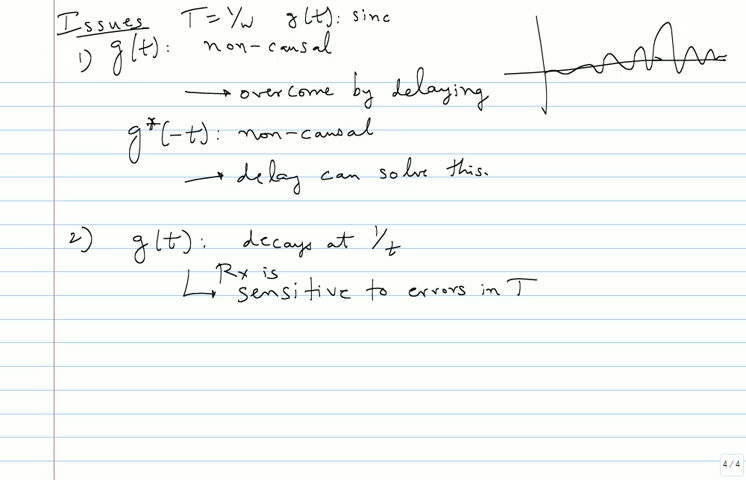 Issues T = 1/W g(t): sinc
1) g(t): non-causal
→ overcome by delaying
g*(-t): non-causal
→ delay can solve this.
2) g(t): decays at 1/t
Rx is
↳ sensitive to errors in T
4/4